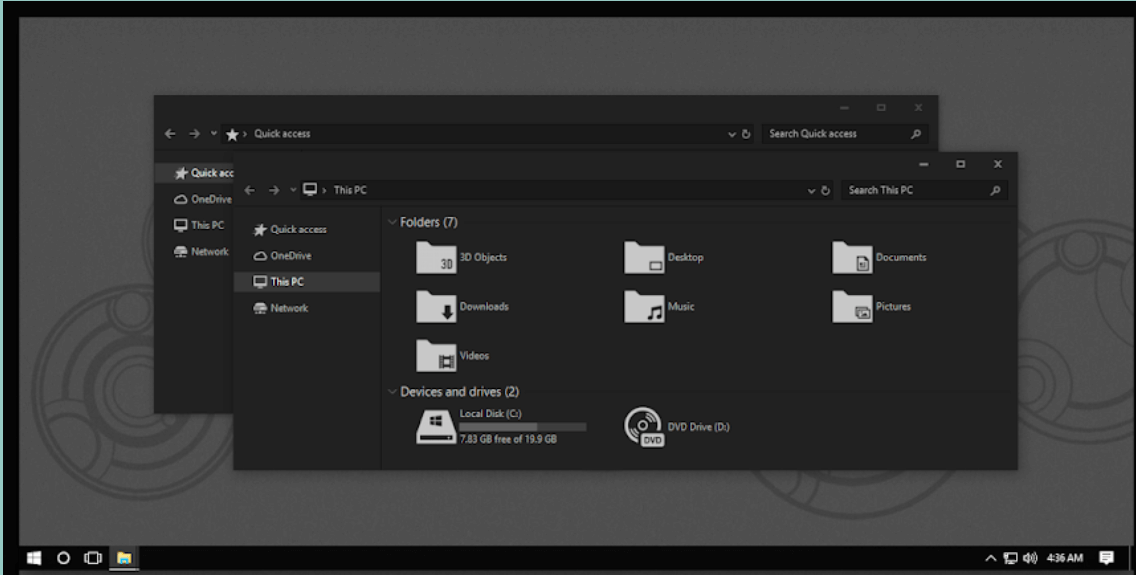 Quick access
Search Quick access
Quick acc
OneDrive
This PC
Network
This PC
Search This PC
Quick access
OneDrive
This PC
Network
Folders (7)
3D
3D Objects
Desktop
Documents
Downloads
Music
Pictures
Videos
Devices and drives (2)
Local Disk (C:)
7.83 GB free of 19.9 GB
DVD
DVD Drive (D:)
4:36 AM